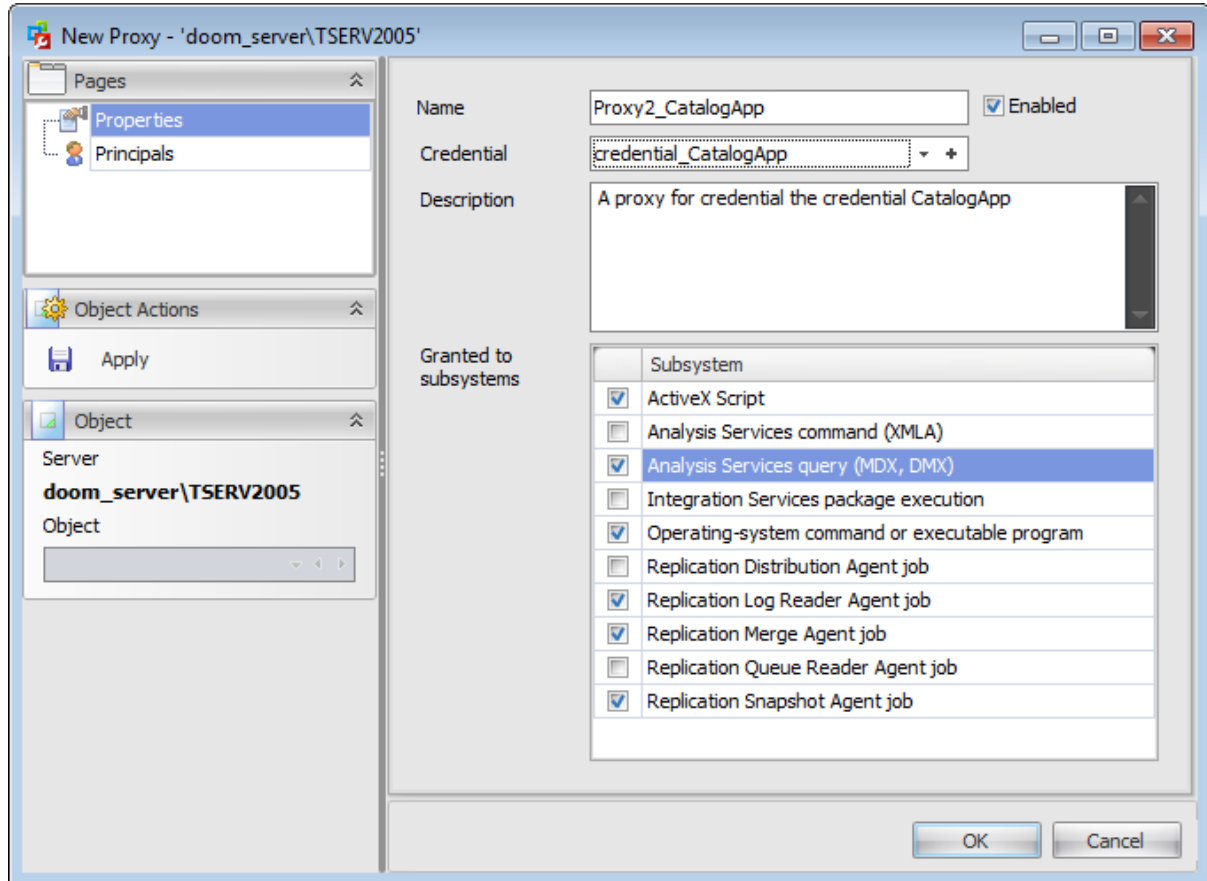 New Proxy - 'doom_server\TSERV2005'
Pages
Properties
Principals
Object Actions
Apply
Object
Server
doom_server\TSERV2005
Object
Name
Proxy2_CatalogApp
Enabled
Credential
credential_CatalogApp
Description
A proxy for credential the credential CatalogApp
Granted to
subsystems
Subsystem
ActiveX Script
Analysis Services command (XMLA)
Analysis Services query (MDX, DMX)
Integration Services package execution
Operating-system command or executable program
Replication Distribution Agent job
Replication Log Reader Agent job
Replication Merge Agent job
Replication Queue Reader Agent job
Replication Snapshot Agent job
OK
Cancel